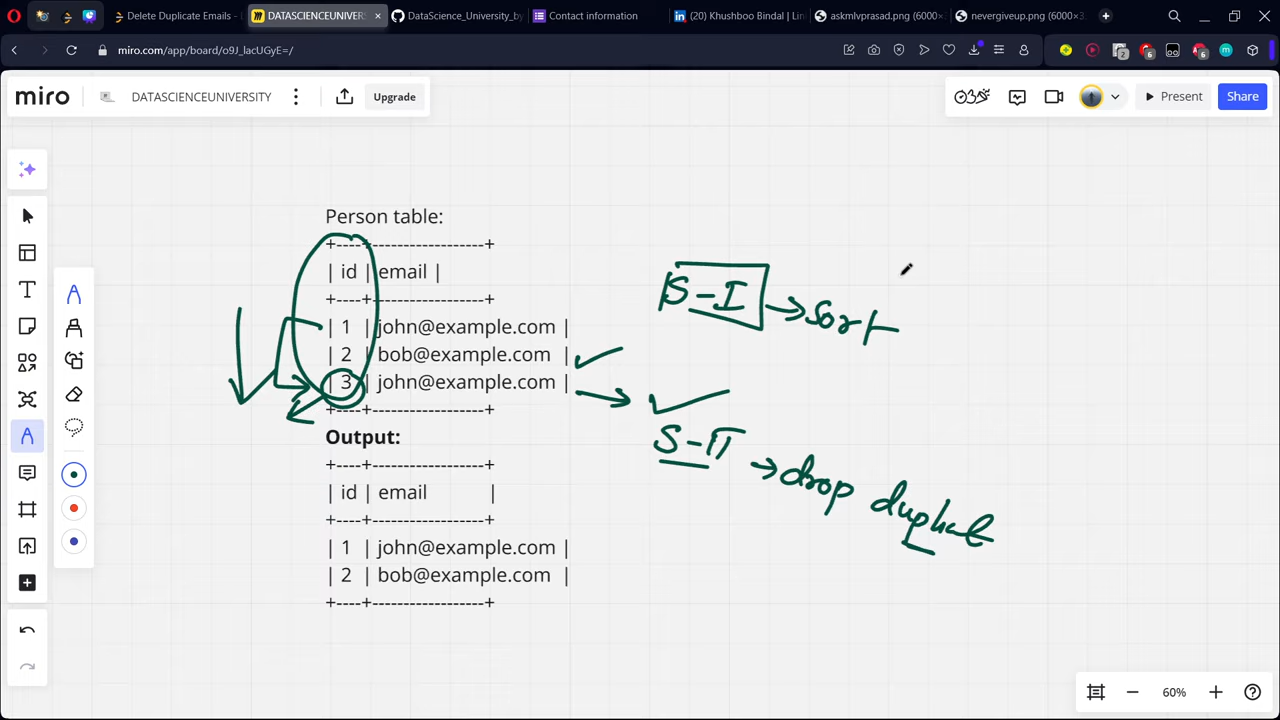 Delete Duplicate Emails -
DATASCIENCEUNIVER
DataScience_University_by
Contact information
(20) Khushboo Bindal | Lin
askmlvprasad.png (6000×
nevergiveup.png (6000×3
miro.com/app/board/o9J_lacUGyE=/
6
6
miro
DATASCIENCEUNIVERSITY
Upgrade
Present
Share
Person table:
+----+------------------+
| id | email |
+----+------------------+
| 1 | john@example.com |
| 2 | bob@example.com |
| 3 | john@example.com |
+----+------------------+
Output:
+----+------------------+
| id | email |
+----+------------------+
| 1 | john@example.com |
| 2 | bob@example.com |
+----+------------------+
S-I → Sort
S-II → drop duplicat
60%